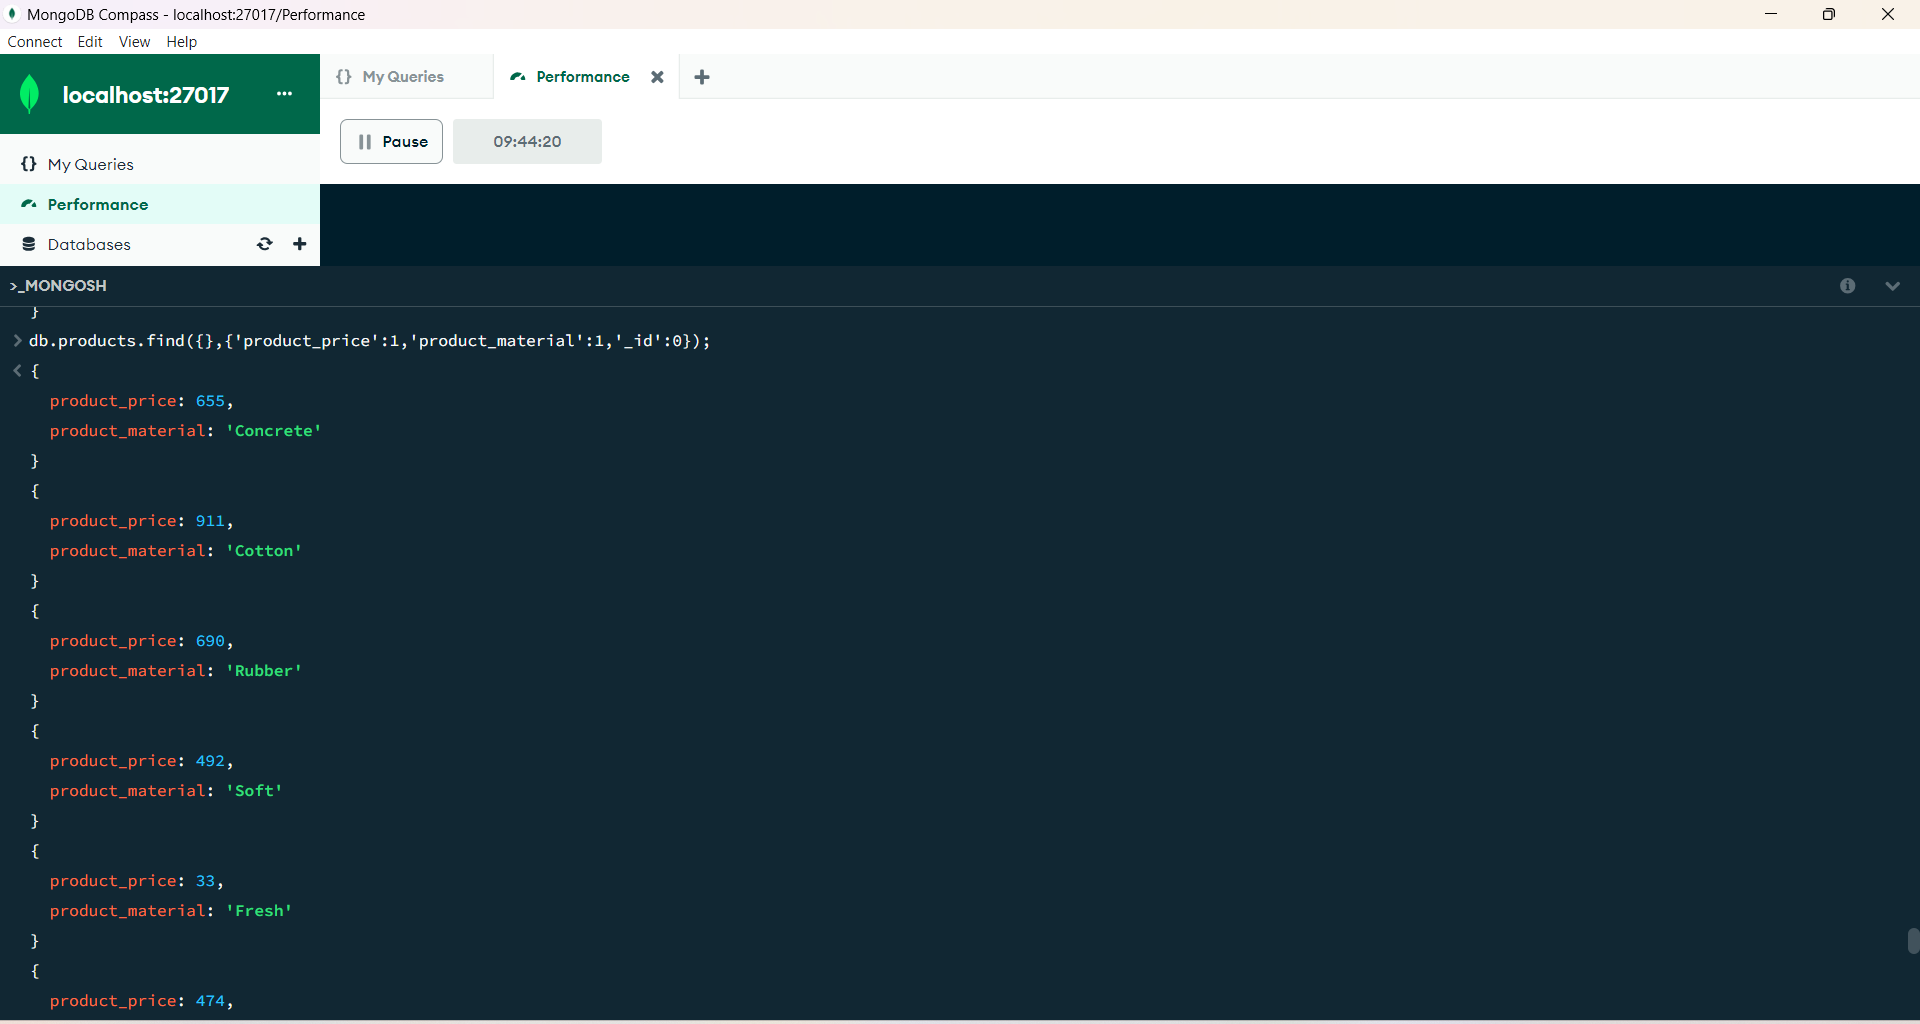 MongoDB Compass - localhost:27017/Performance
Connect Edit View Help
localhost:27017 ...
{} My Queries
Performance
Pause
09:44:20
{} My Queries
Performance
Databases
>_MONGOSH
}
> db.products.find({},{'product_price':1,'product_material':1,'_id':0});
< {
product_price: 655,
product_material: 'Concrete'
}
{
product_price: 911,
product_material: 'Cotton'
}
{
product_price: 690,
product_material: 'Rubber'
}
{
product_price: 492,
product_material: 'Soft'
}
{
product_price: 33,
product_material: 'Fresh'
}
{
product_price: 474,